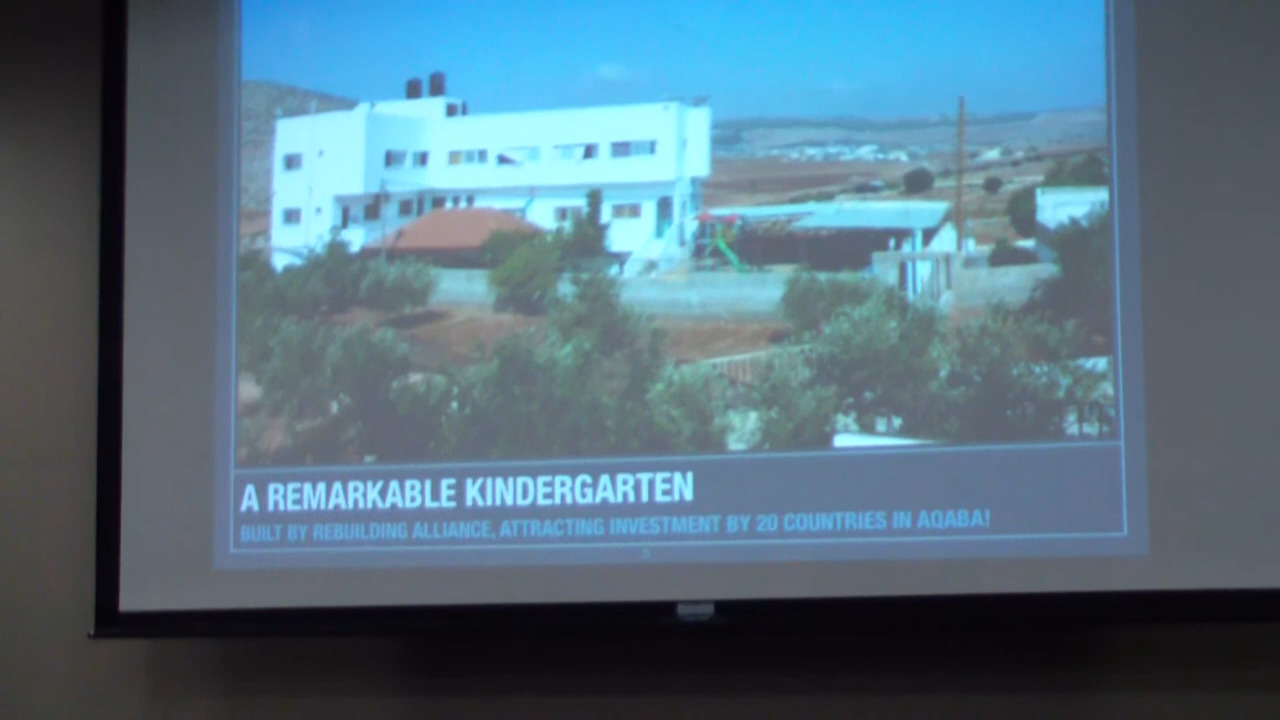 A REMARKABLE KINDERGARTEN
BUILT BY REBUILDING ALLIANCE, ATTRACTING INVESTMENT BY 20 COUNTRIES IN AQABA!